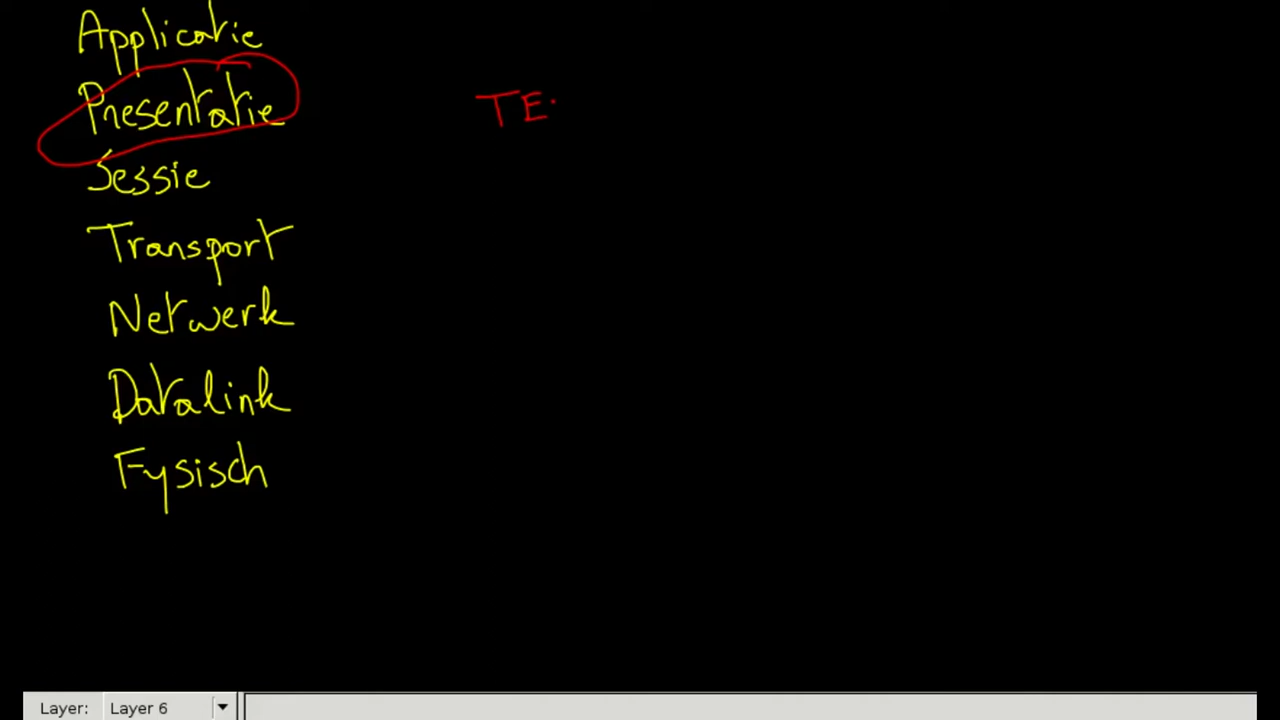 Applicatie
Presentatie
TE
Sessie
Transport
Netwerk
Datalink
Fysisch
Layer: Layer 6